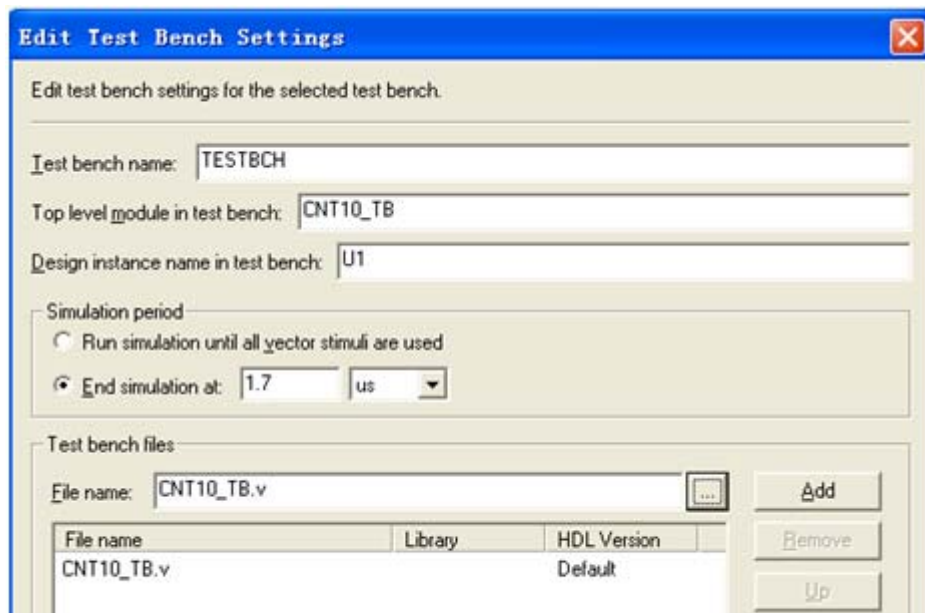 Edit Test Bench Settings
Edit test bench settings for the selected test bench.
Test bench name: TESTBCH
Top level module in test bench: CNT10_TB
Design instance name in test bench: U1
Simulation period
Run simulation until all vector stimuli are used
End simulation at: 1.7 us
Test bench files
File name: CNT10_TB.v ... Add
File name Library HDL Version Remove
CNT10_TB.v Default
Up